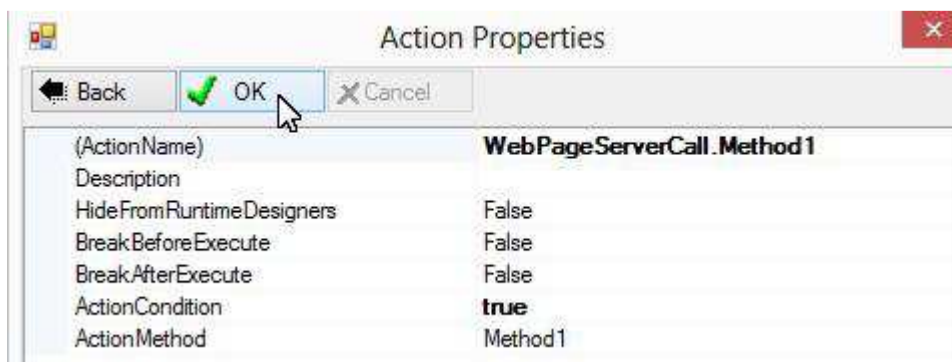 Action Properties
Back OK Cancel
(ActionName) WebPageServerCall.Method1
Description
HideFromRuntimeDesigners False
BreakBeforeExecute False
BreakAfterExecute False
ActionCondition true
ActionMethod Method1